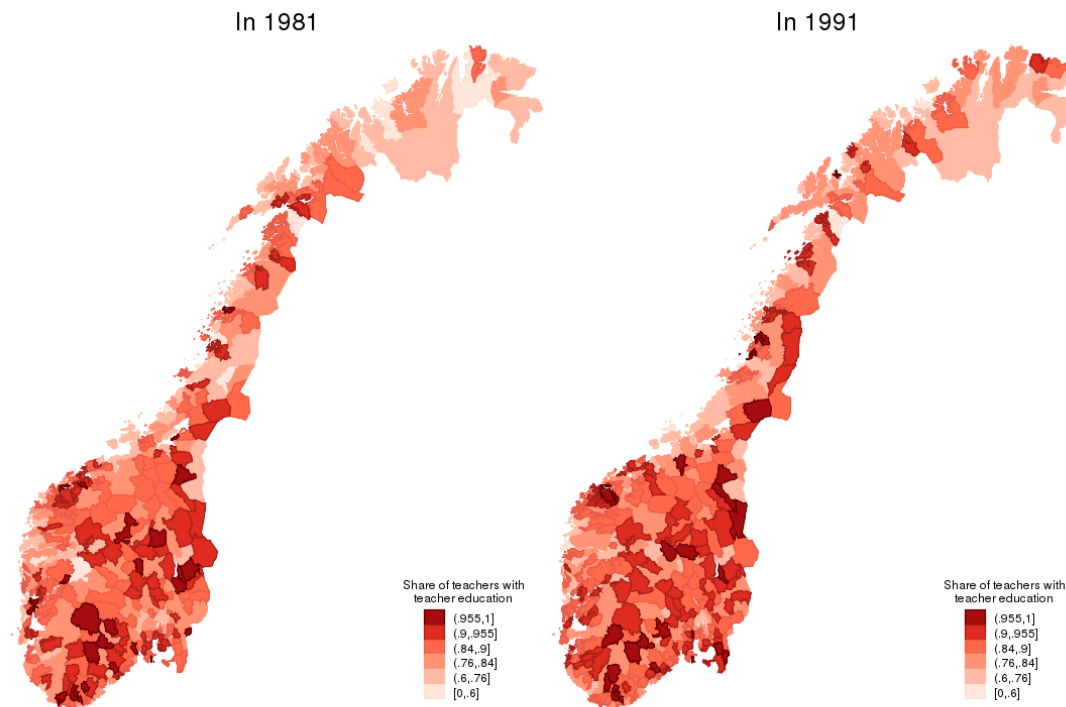 In 1981
In 1991
Share of teachers with
teacher education
(.955,1]
(.9,.955]
(.84,.9]
(.76,.84]
(.6,.76]
[0,.6]
Share of teachers with
teacher education
(.955,1]
(.9,.955]
(.84,.9]
(.76,.84]
(.6,.76]
[0,.6]